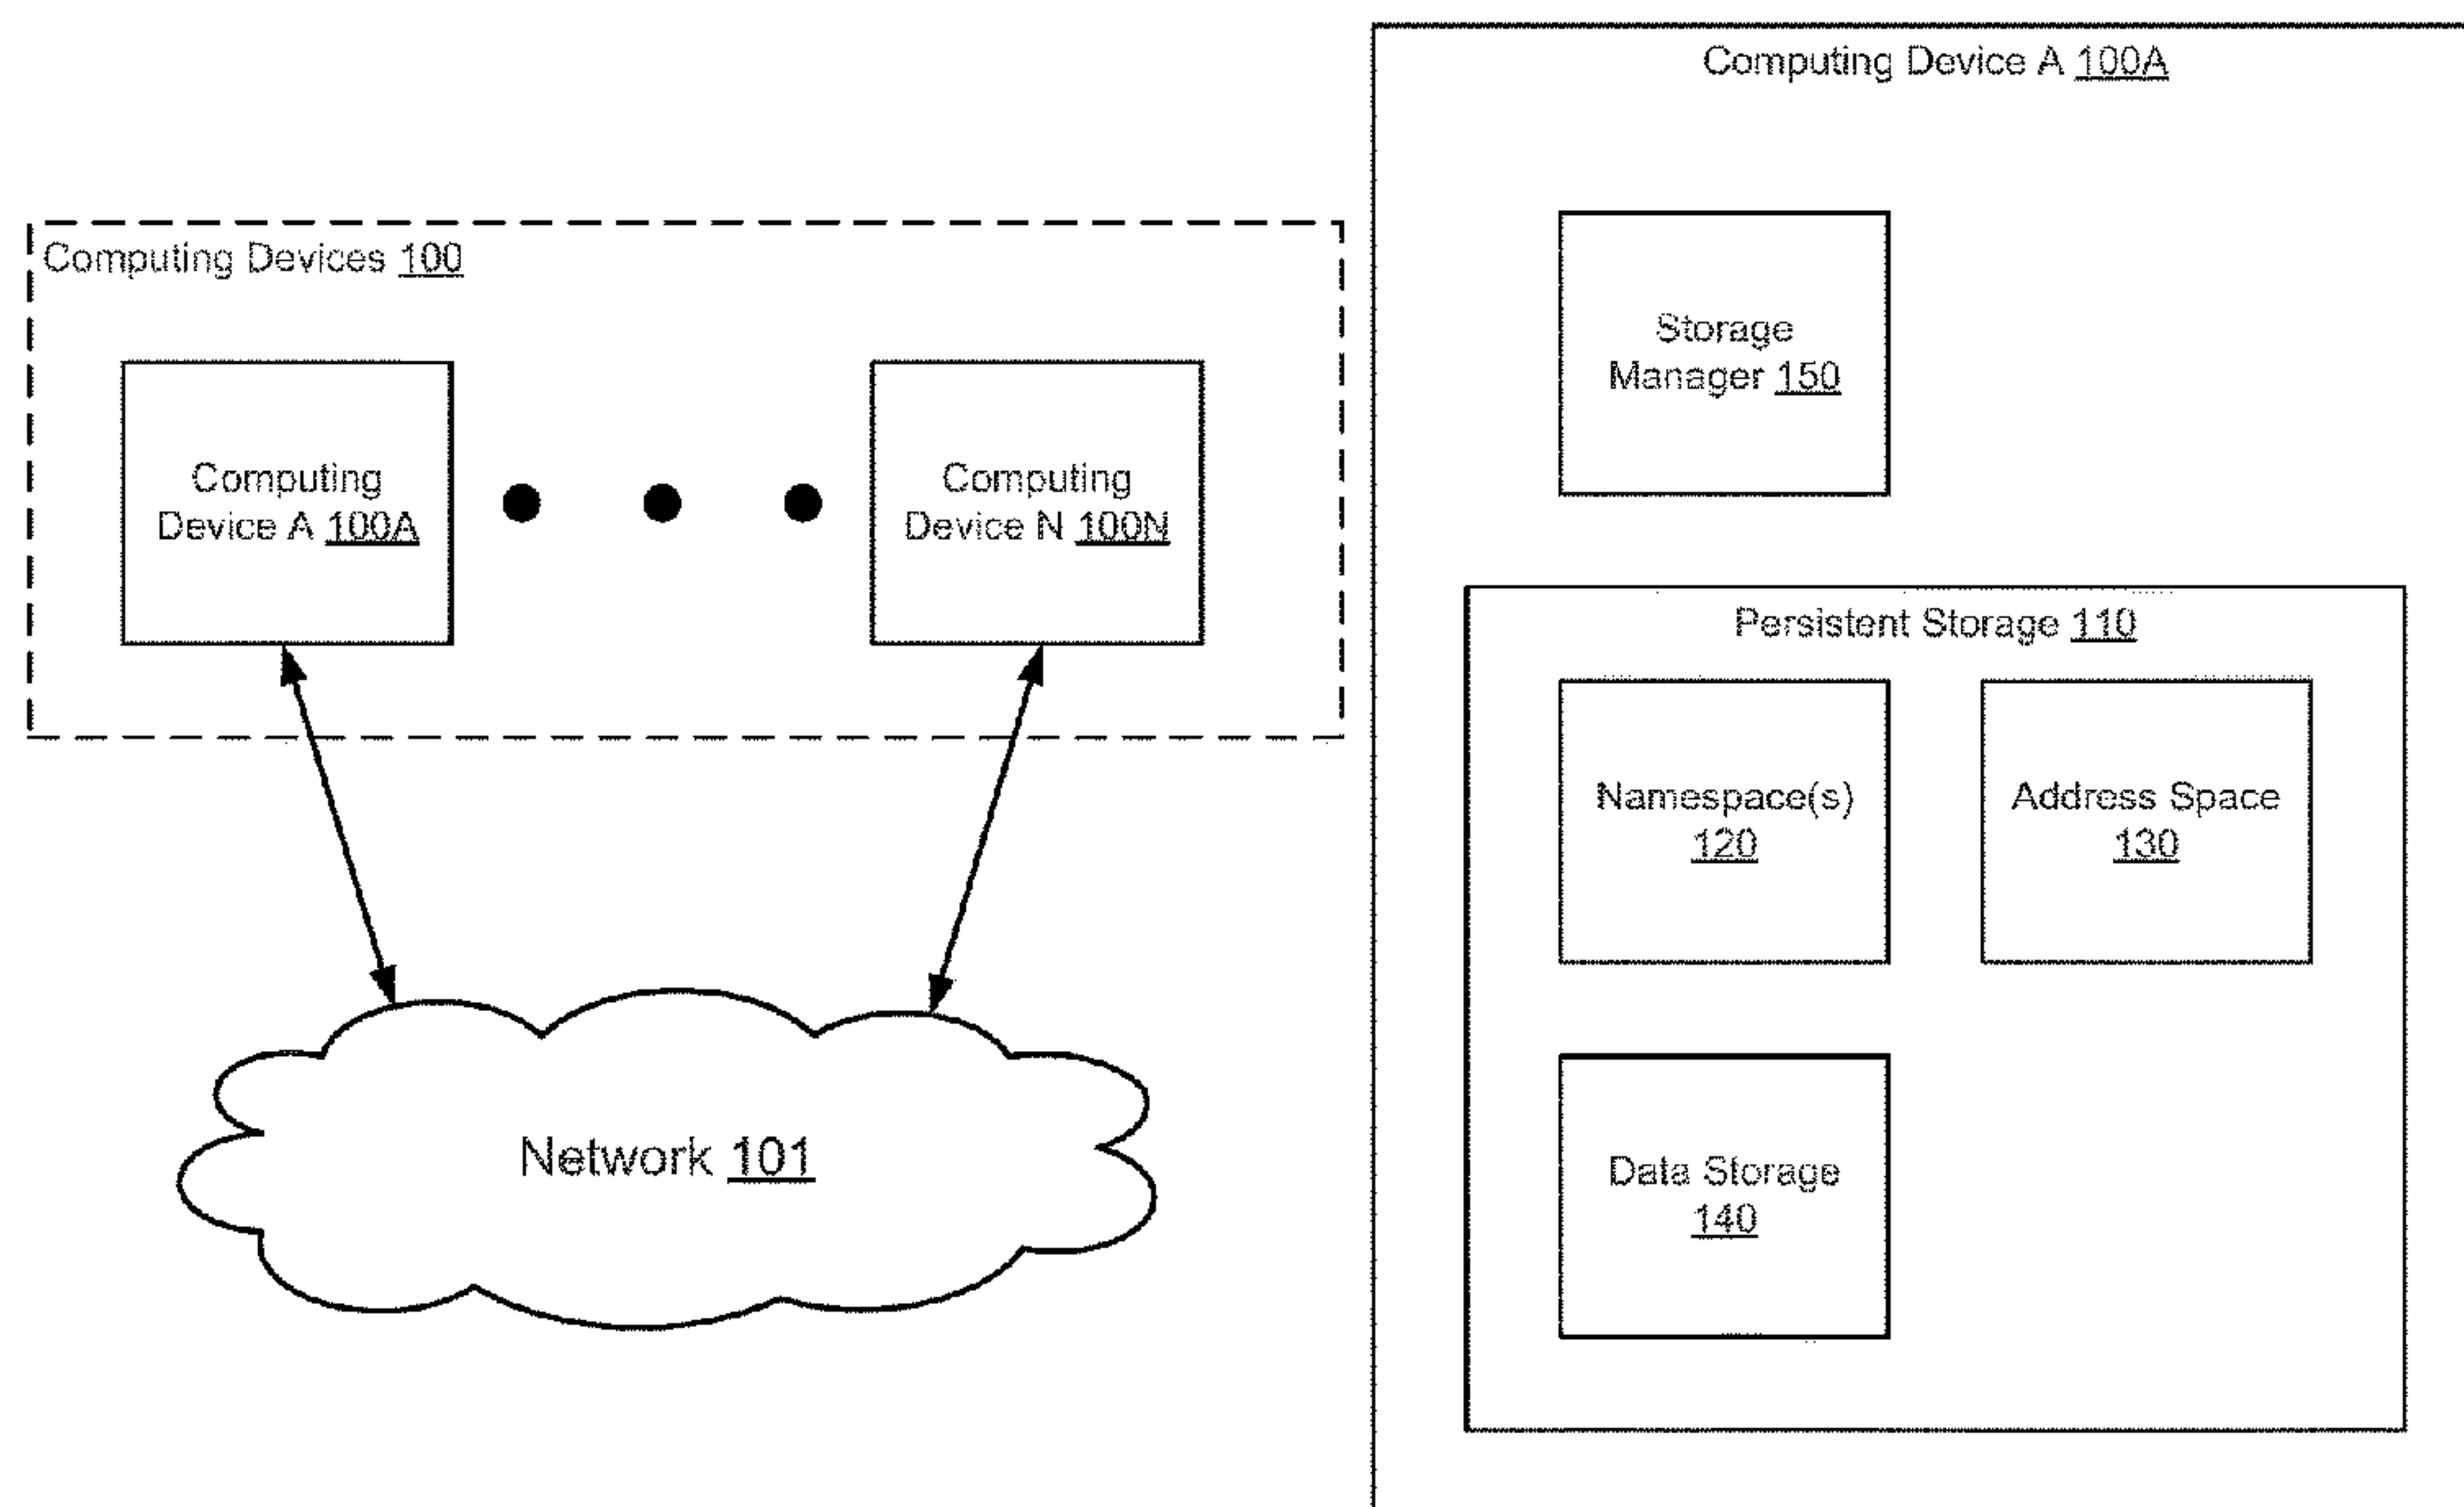 Computing Devices 100
Computing
Device A 100A
Computing
Device N 100N
Network 101
Computing Device A 100A
Storage
Manager 150
Persistent Storage 110
Namespace(s)
120
Address Space
130
Data Storage
140